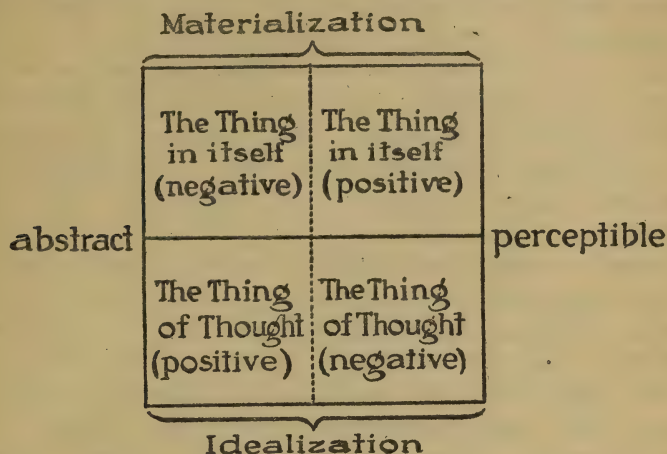 Materialization
The Thing
in itself
(negative)
The Thing
in itself
(positive)
abstract
perceptible
The Thing
of Thought
(positive)
The Thing
of Thought
(negative)
Idealization